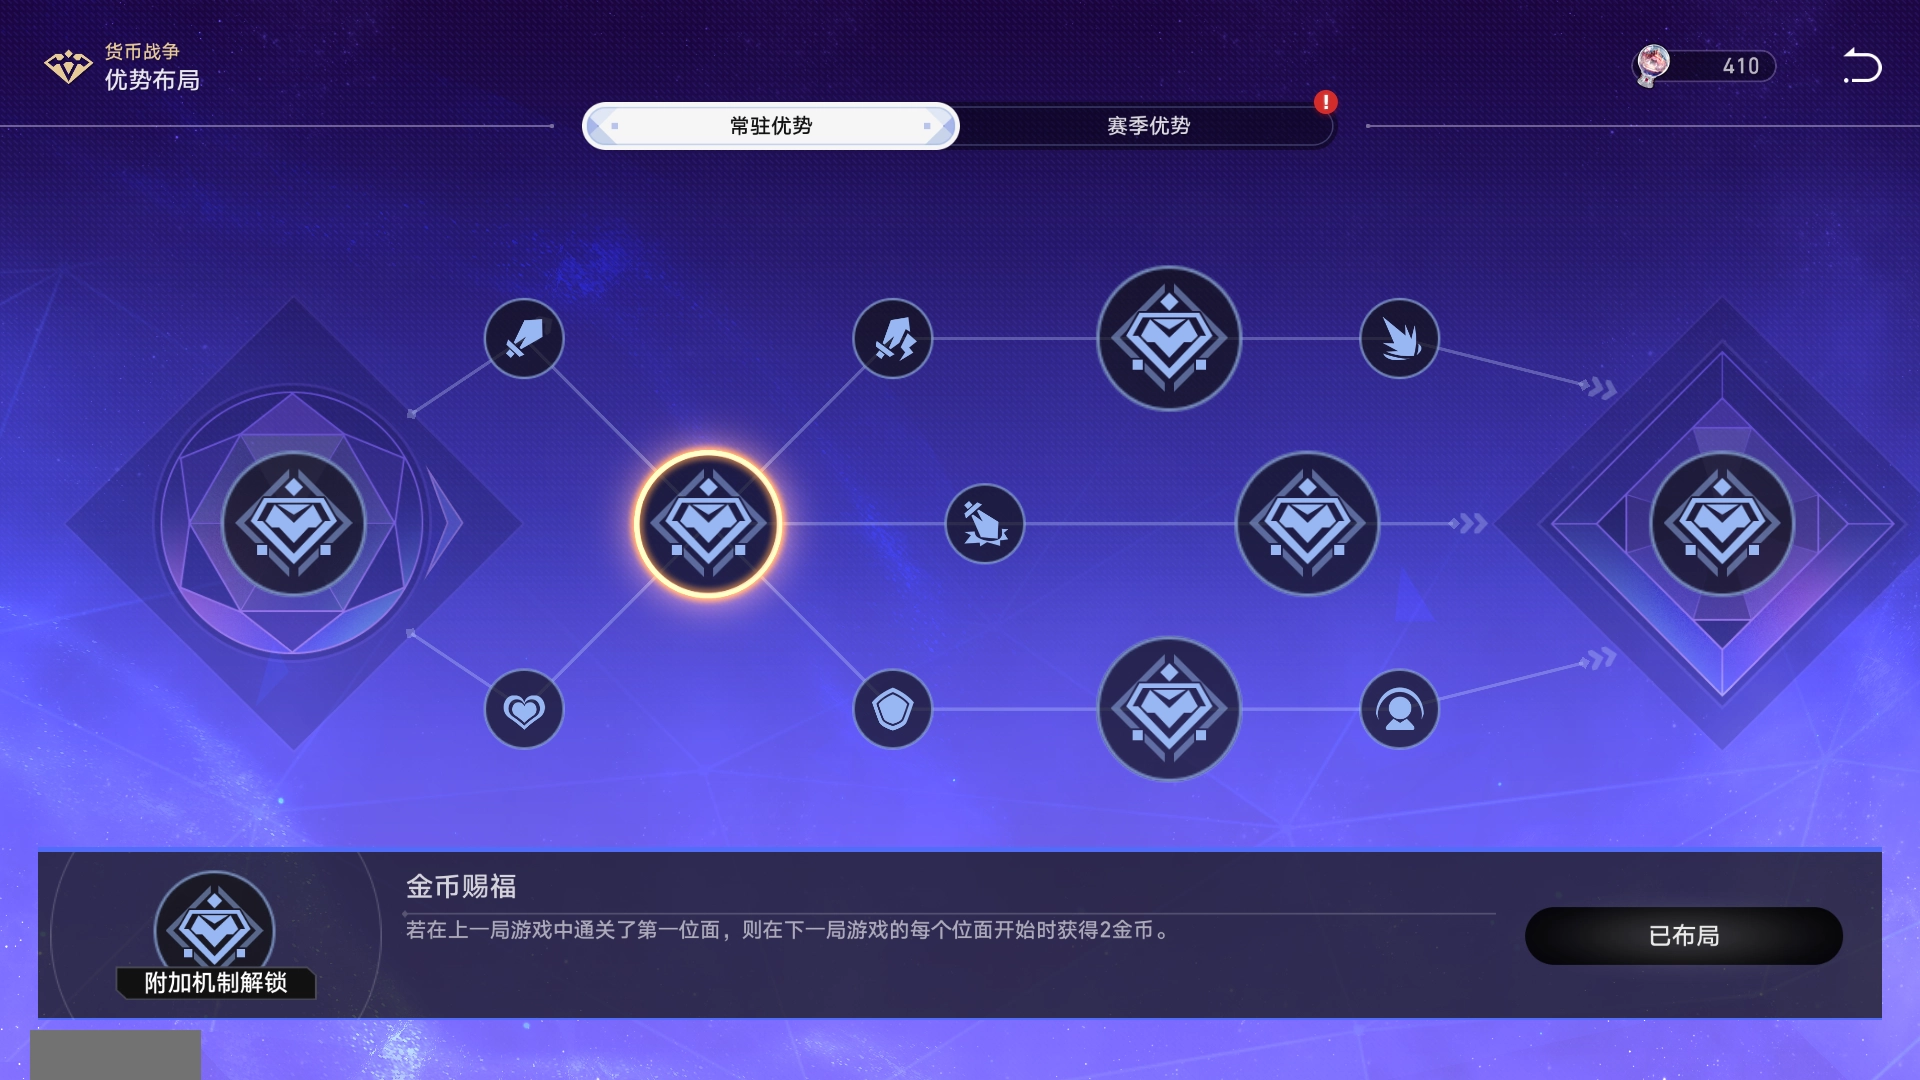 货币战争
优势布局
410
常驻优势
赛季优势
金币赐福
若在上一局游戏中通关了第一位面，则在下一局游戏的每个位面开始时获得2金币。
附加机制解锁
已布局